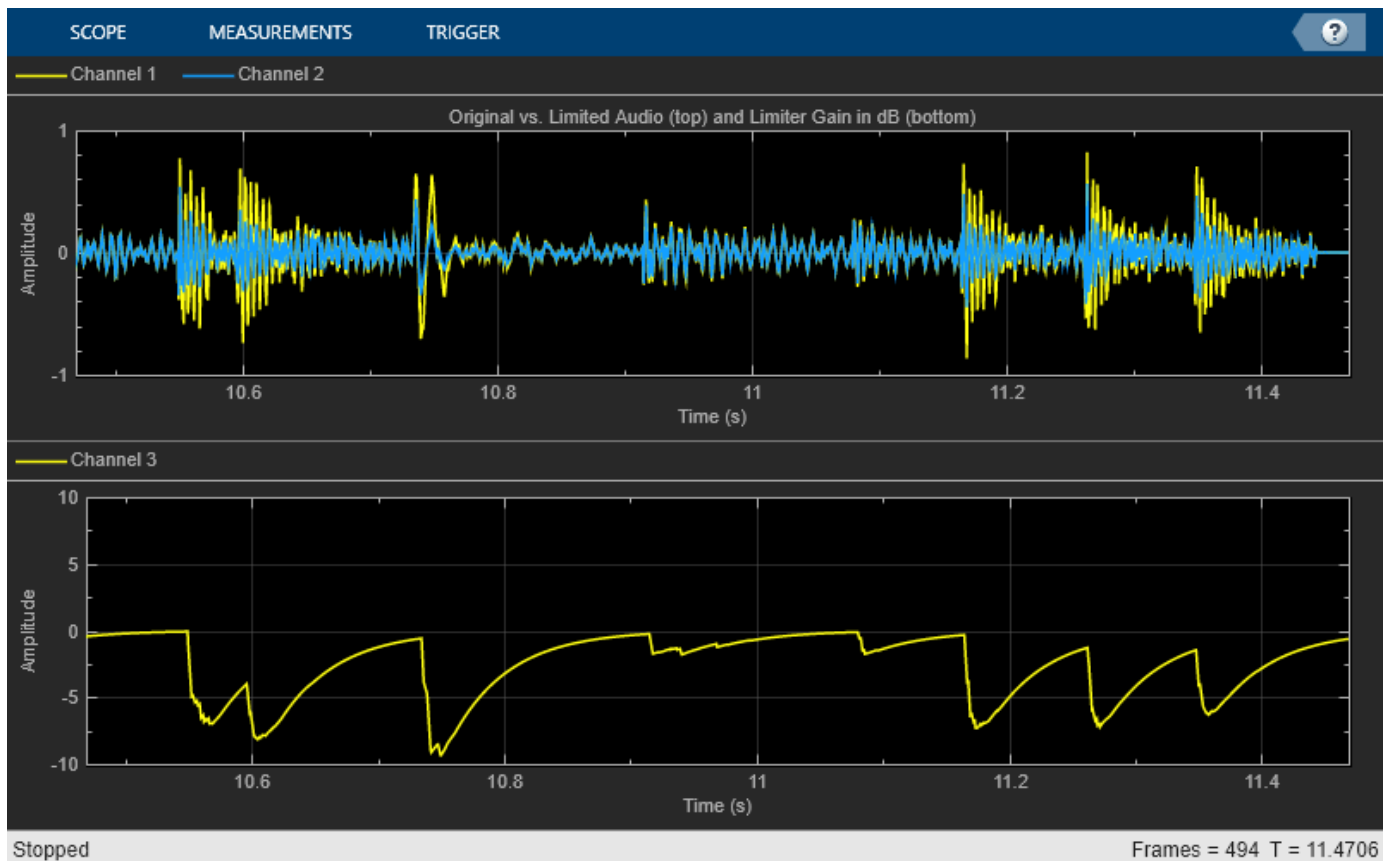 SCOPE MEASUREMENTS TRIGGER ?
Channel 1 Channel 2
Original vs. Limited Audio (top) and Limiter Gain in dB (bottom)
1
0
-1
Amplitude
10.6 10.8 11 11.2 11.4
Time (s)
Channel 3
10
5
0
-5
-10
Amplitude
10.6 10.8 11 11.2 11.4
Time (s)
Stopped Frames = 494 T = 11.4706